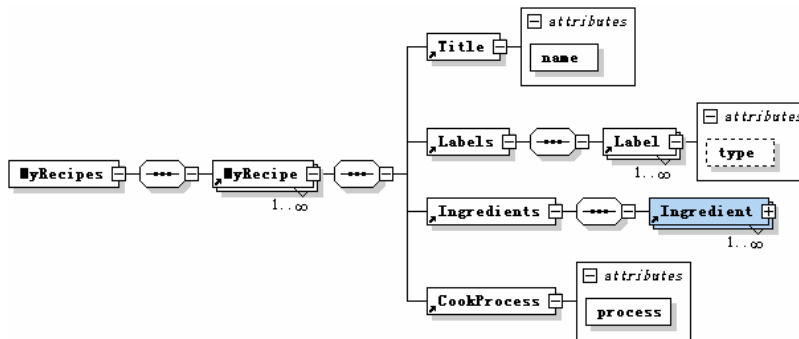 attributes
Title
name
attributes
Labels
Label
type
1..∞
MyRecipes
MyRecipe
1..∞
Ingredients
Ingredient
1..∞
attributes
CookProcess
process